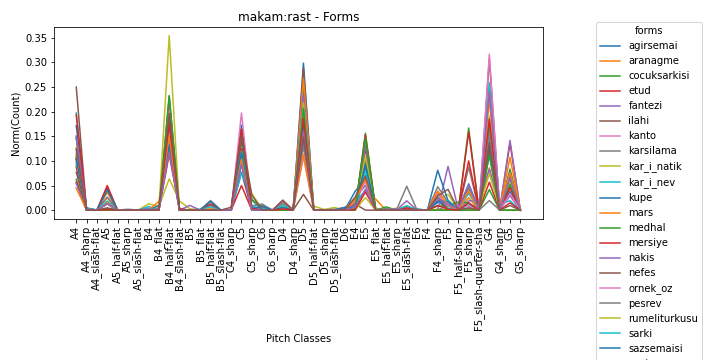 makam:rast - Forms
Norm(Count)
0.35
0.30
0.25
0.20
0.15
0.10
0.05
0.00
A4
A4_sharp
A4_slash-flat
A5
A5_half-flat
A5_sharp
A5_slash-flat
B4
B4_flat
B4_half-flat
B4_slash-flat
B5
B5_flat
B5_half-flat
B5_slash-flat
C4_sharp
C5
C5_sharp
C6
C6_sharp
D4
D4_sharp
D5
D5_half-flat
D5_sharp
D5_slash-flat
D6
E4
E5
E5_flat
E5_half-flat
E5_sharp
E5_slash-flat
E6
F4
F4_sharp
F5
F5_half-sharp
F5_sharp
F5_slash-quarter-sha
G4
G4_sharp
G5
G5_sharp
Pitch Classes
forms
agirsemai
aranagme
cocuksarkisi
etud
fantezi
ilahi
kanto
karsilama
kar_i_natik
kar_i_nev
kupe
mars
medhal
mersiye
nakis
nefes
ornek_oz
pesrev
rumeliturkusu
sarki
sazsemaisi